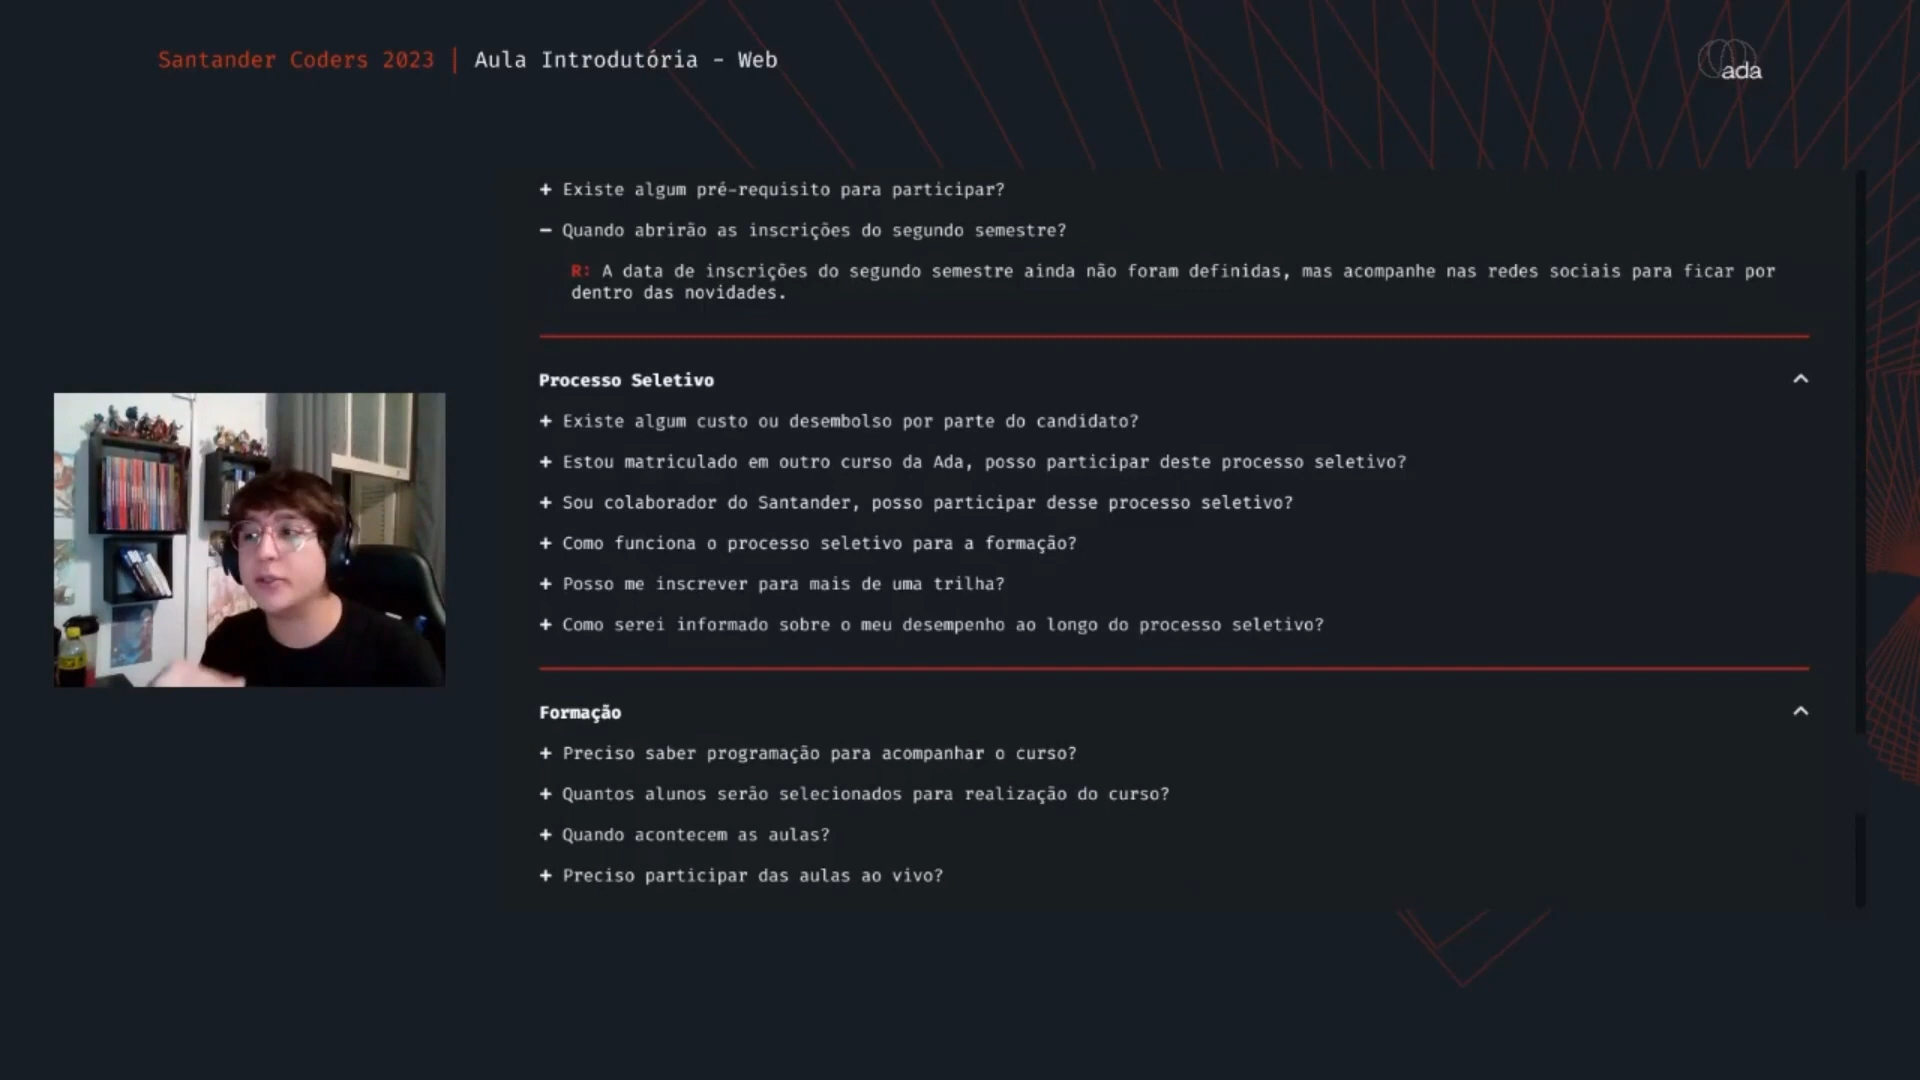 Santander Coders 2023 | Aula Introdutória - Web
ada
+ Existe algum pré-requisito para participar?
− Quando abrirão as inscrições do segundo semestre?
R: A data de inscrições do segundo semestre ainda não foram definidas, mas acompanhe nas redes sociais para ficar por
dentro das novidades.
Processo Seletivo
+ Existe algum custo ou desembolso por parte do candidato?
+ Estou matriculado em outro curso da Ada, posso participar deste processo seletivo?
+ Sou colaborador do Santander, posso participar desse processo seletivo?
+ Como funciona o processo seletivo para a formação?
+ Posso me inscrever para mais de uma trilha?
+ Como serei informado sobre o meu desempenho ao longo do processo seletivo?
Formação
+ Preciso saber programação para acompanhar o curso?
+ Quantos alunos serão selecionados para realização do curso?
+ Quando acontecem as aulas?
+ Preciso participar das aulas ao vivo?